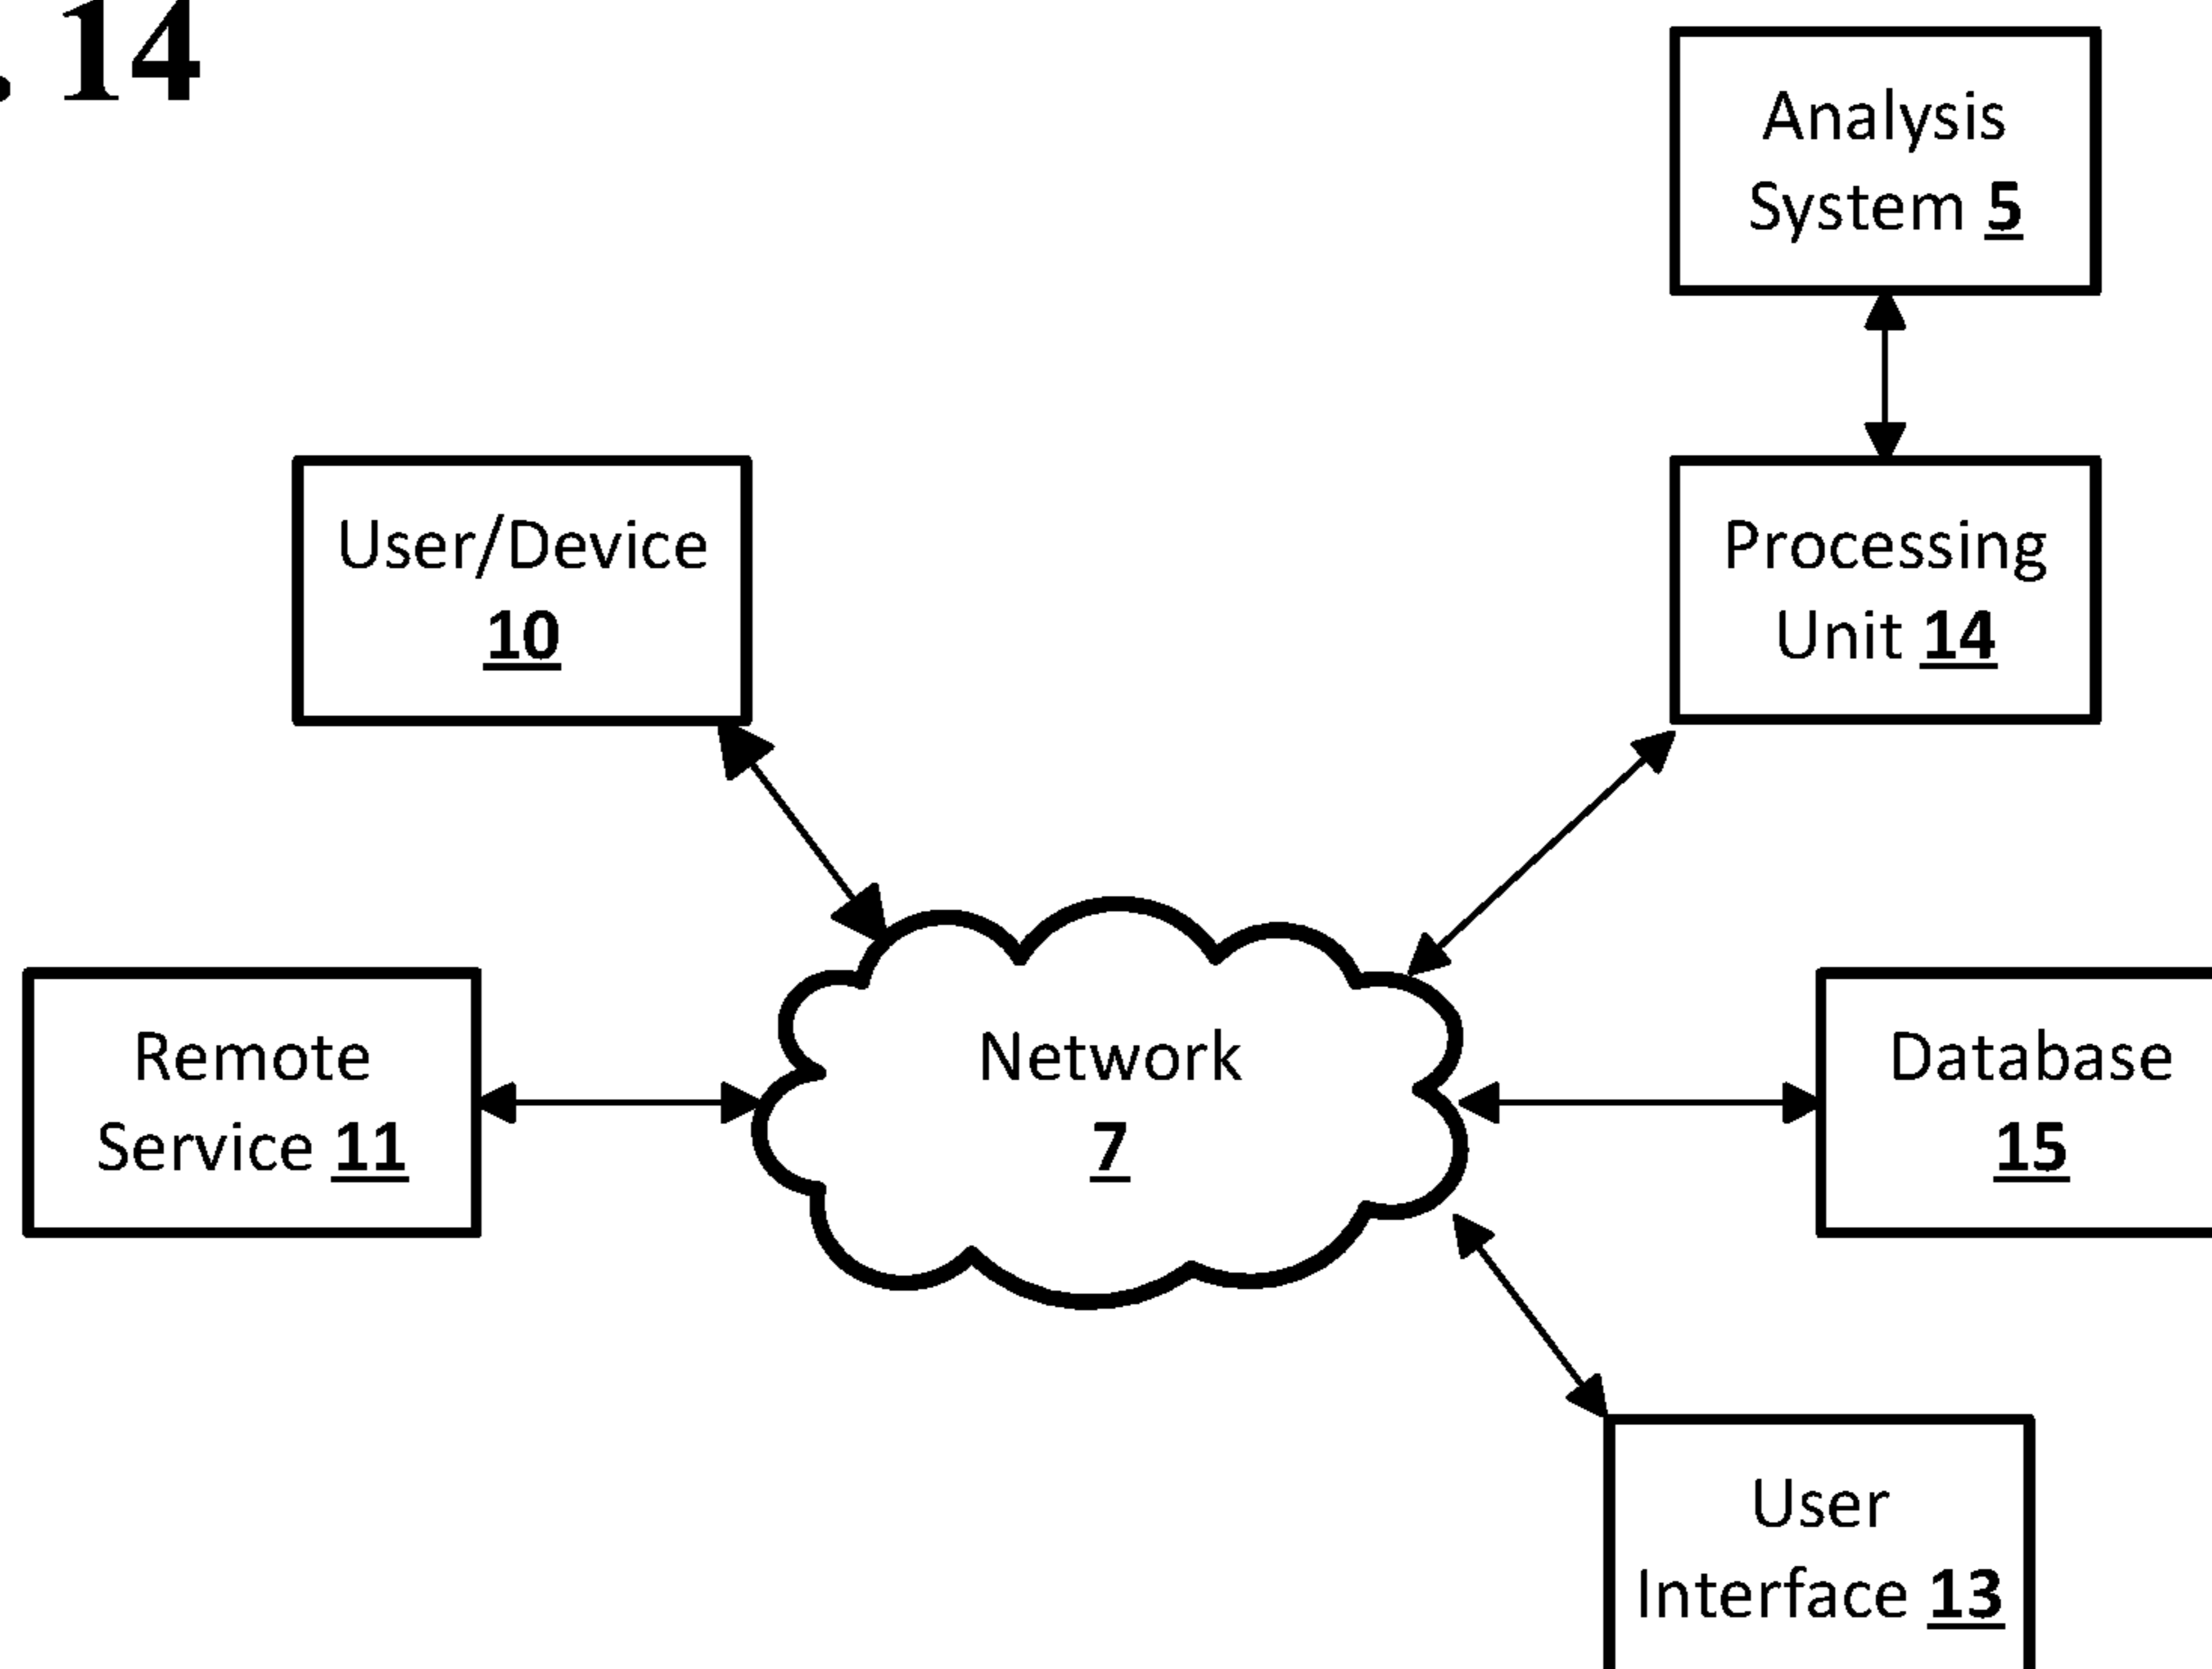 . 14
Analysis
System 5
User/Device
10
Processing
Unit 14
Remote
Service 11
Network
7
Database
15
User
Interface 13